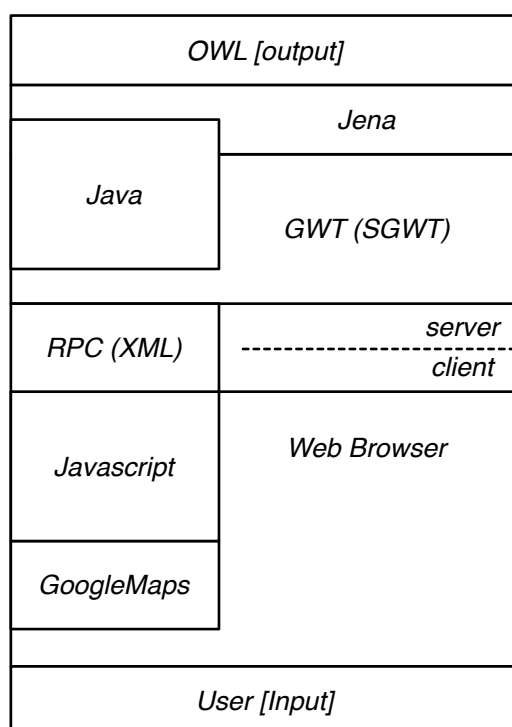 OWL [output]
Jena
Java
GWT (SGWT)
RPC (XML)
server
client
Javascript
Web Browser
GoogleMaps
User [Input]